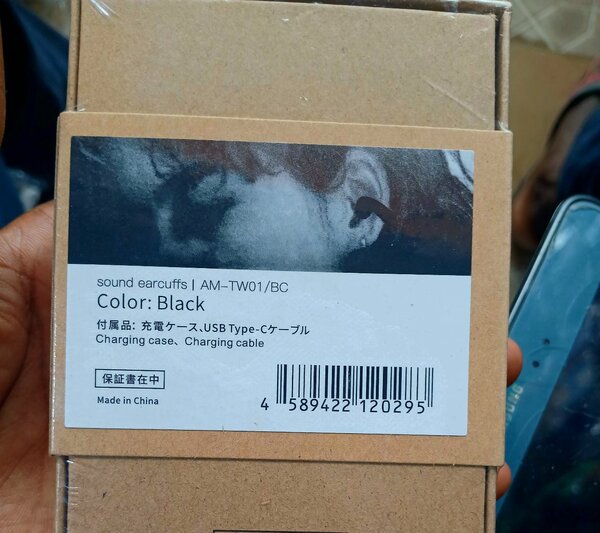 sound earcuffs | AM-TW01/BC
Color: Black
付属品: 充電ケース、USB Type-Cケーブル
Charging case、Charging cable
保証書在中
Made in China
4 589422 120295